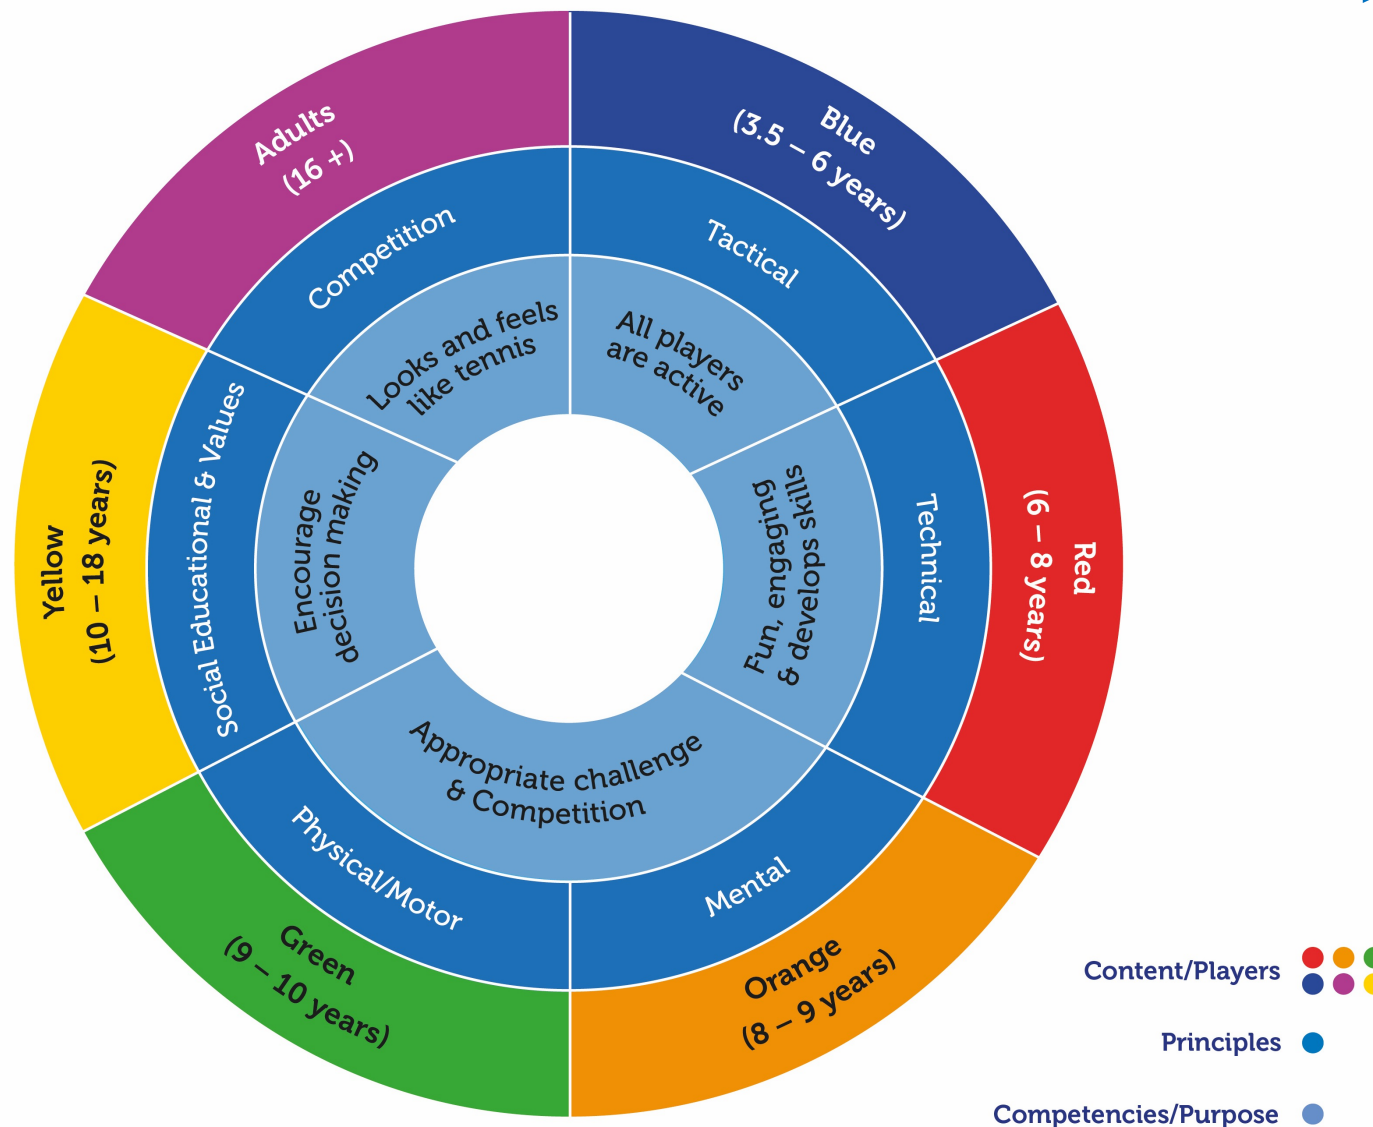 Adults
(16 +)
Blue
(3.5 – 6 years)
Red
(6 – 8 years)
Orange
(8 – 9 years)
Green
(9 – 10 years)
Yellow
(10 – 18 years)
Competition
Tactical
Technical
Mental
Physical/Motor
Social Educational & Values
Looks and feels
like tennis
All players
are active
Fun, engaging
& develops skills
Appropriate challenge
& Competition
Encourage
decision making
Content/Players
Principles
Competencies/Purpose